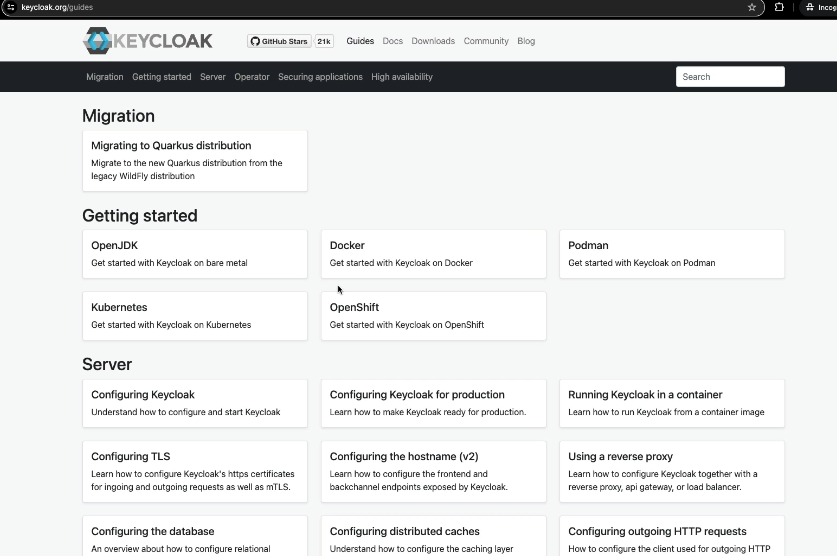 keycloak.org/guides
Incog
KEYCLOAK
GitHub Stars 21k Guides Docs Downloads Community Blog
Migration Getting started Server Operator Securing applications High availability Search
Migration
Migrating to Quarkus distribution
Migrate to the new Quarkus distribution from the
legacy WildFly distribution
Getting started
OpenJDK
Get started with Keycloak on bare metal
Docker
Get started with Keycloak on Docker
Podman
Get started with Keycloak on Podman
Kubernetes
Get started with Keycloak on Kubernetes
OpenShift
Get started with Keycloak on OpenShift
Server
Configuring Keycloak
Understand how to configure and start Keycloak
Configuring Keycloak for production
Learn how to make Keycloak ready for production.
Running Keycloak in a container
Learn how to run Keycloak from a container image
Configuring TLS
Learn how to configure Keycloak's https certificates
for ingoing and outgoing requests as well as mTLS.
Configuring the hostname (v2)
Learn how to configure the frontend and
backchannel endpoints exposed by Keycloak.
Using a reverse proxy
Learn how to configure Keycloak together with a
reverse proxy, api gateway, or load balancer.
Configuring the database
An overview about how to configure relational
Configuring distributed caches
Understand how to configure the caching layer
Configuring outgoing HTTP requests
How to configure the client used for outgoing HTTP